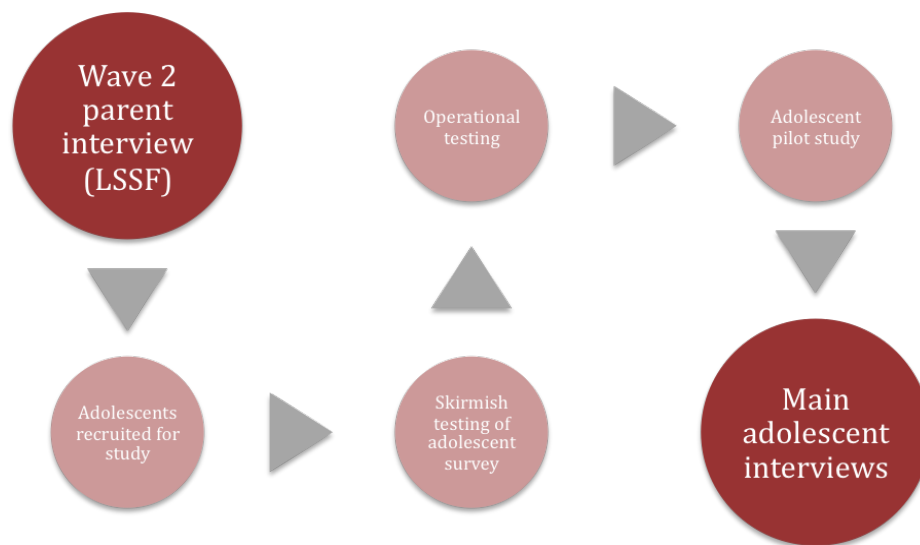 Wave 2
parent
interview
(LSSF)
Adolescents
recruited for
study
Skirmish
testing of
adolescent
survey
Operational
testing
Adolescent
pilot study
Main
adolescent
interviews